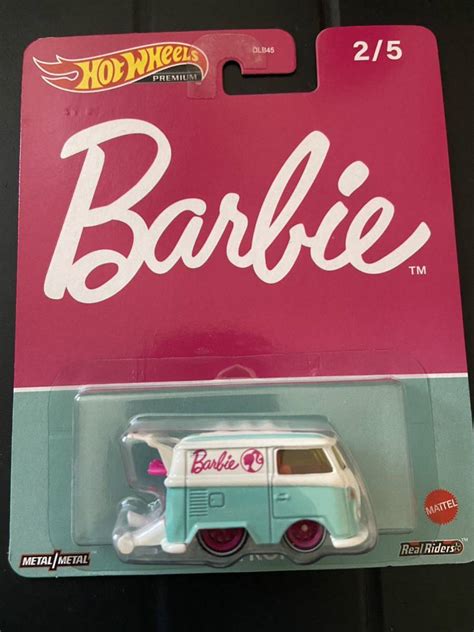 HOT WHEELS
PREMIUM
DLB45
2/5
Barbie
TM
Barbie
MATTEL
METAL/METAL
Real Riders